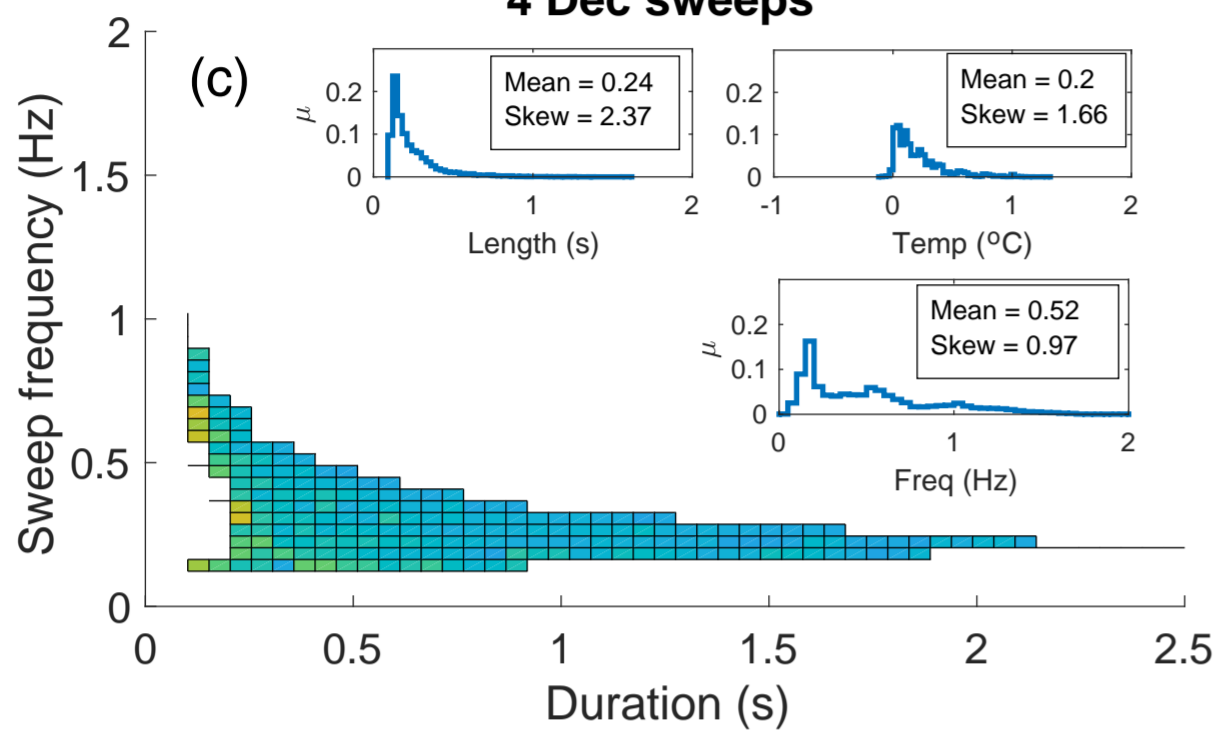 4 Dec sweeps
(c)
Sweep frequency (Hz)
2
1.5
1
0.5
0
0
0.5
1
1.5
2
2.5
Duration (s)
μ
0.2
0.1
0
0
1
2
Length (s)
Mean = 0.24
Skew = 2.37
0.2
0.1
0
-1
0
1
2
Temp (ºC)
Mean = 0.2
Skew = 1.66
μ
0.2
0.1
0
0
1
2
Freq (Hz)
Mean = 0.52
Skew = 0.97